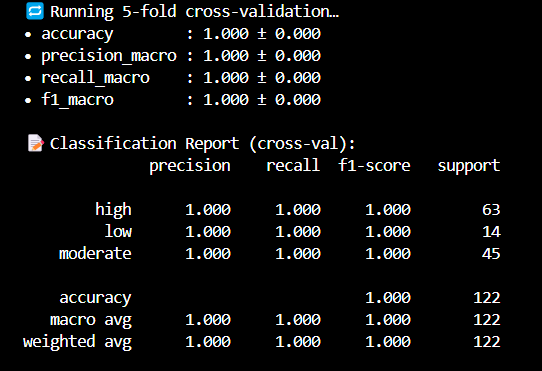 🔁 Running 5-fold cross-validation…
• accuracy : 1.000 ± 0.000
• precision_macro : 1.000 ± 0.000
• recall_macro : 1.000 ± 0.000
• f1_macro : 1.000 ± 0.000
📝 Classification Report (cross-val):
precision recall f1-score support
high 1.000 1.000 1.000 63
low 1.000 1.000 1.000 14
moderate 1.000 1.000 1.000 45
accuracy 1.000 122
macro avg 1.000 1.000 1.000 122
weighted avg 1.000 1.000 1.000 122